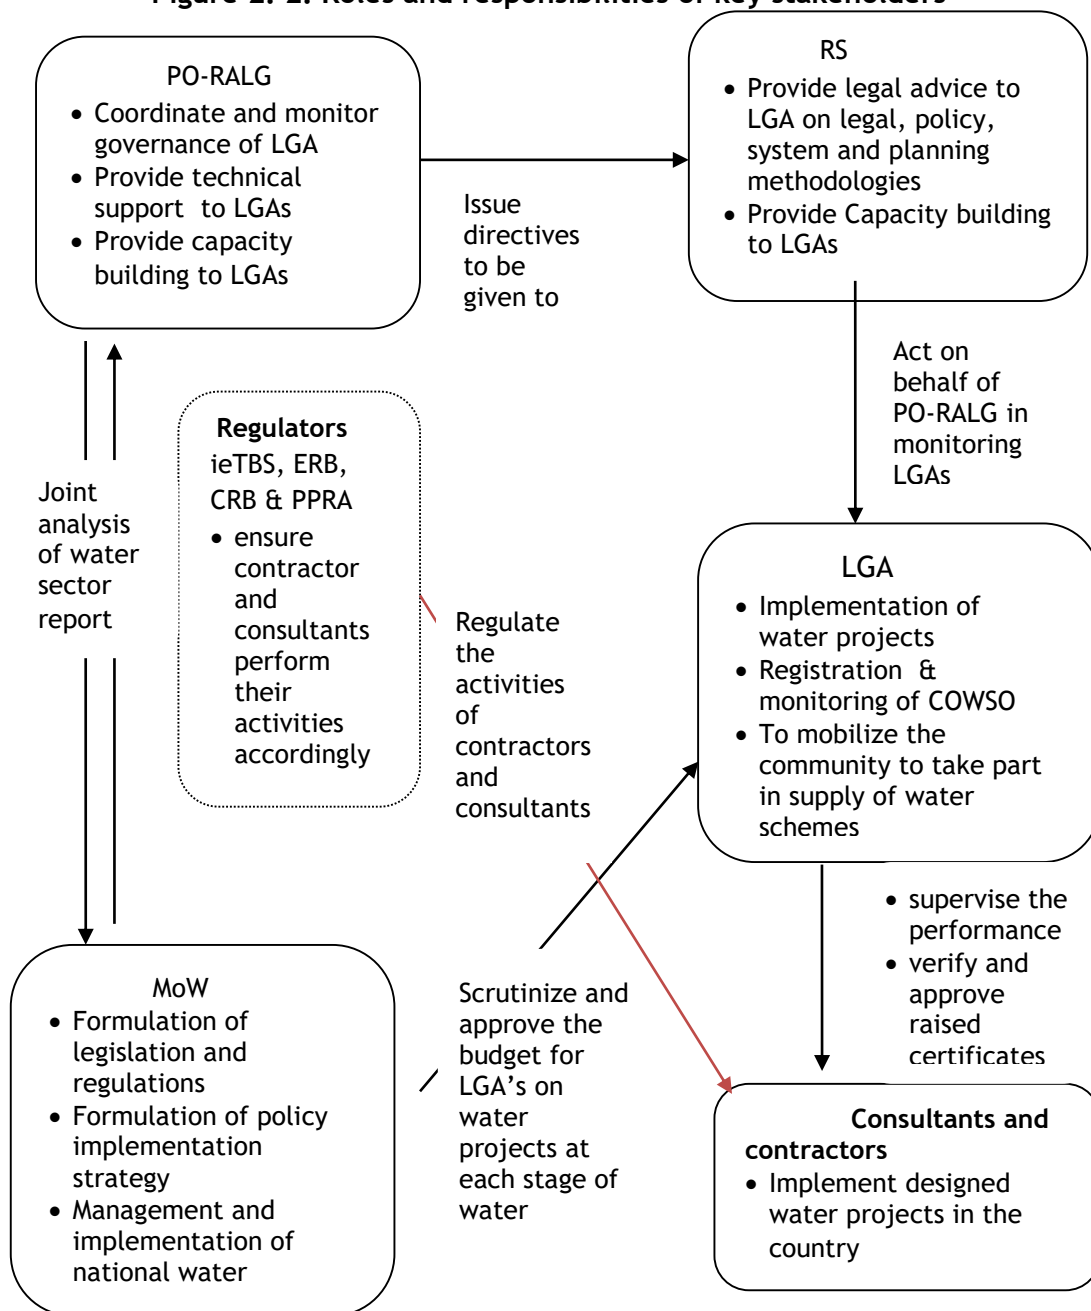 Figure 2. 2: Roles and responsibilities of key stakeholders
PO-RALG
• Coordinate and monitor
governance of LGA
• Provide technical
support to LGAs
• Provide capacity
building to LGAs
RS
• Provide legal advice to
LGA on legal, policy,
system and planning
methodologies
• Provide Capacity building
to LGAs
Issue
directives
to be
given to
Act on
behalf of
PO-RALG in
monitoring
LGAs
Regulators
ieTBS, ERB,
CRB & PPRA
• ensure
contractor
and
consultants
perform
their
activities
accordingly
Joint
analysis
of water
sector
report
Regulate
the
activities
of
contractors
and
consultants
LGA
• Implementation of
water projects
• Registration &
monitoring of COWSO
• To mobilize the
community to take part
in supply of water
schemes
• supervise the
performance
• verify and
approve
raised
certificates
MoW
• Formulation of
legislation and
regulations
• Formulation of policy
implementation
strategy
• Management and
implementation of
national water
Scrutinize and
approve the
budget for
LGA’s on
water
projects at
each stage of
water
Consultants and
contractors
• Implement designed
water projects in the
country